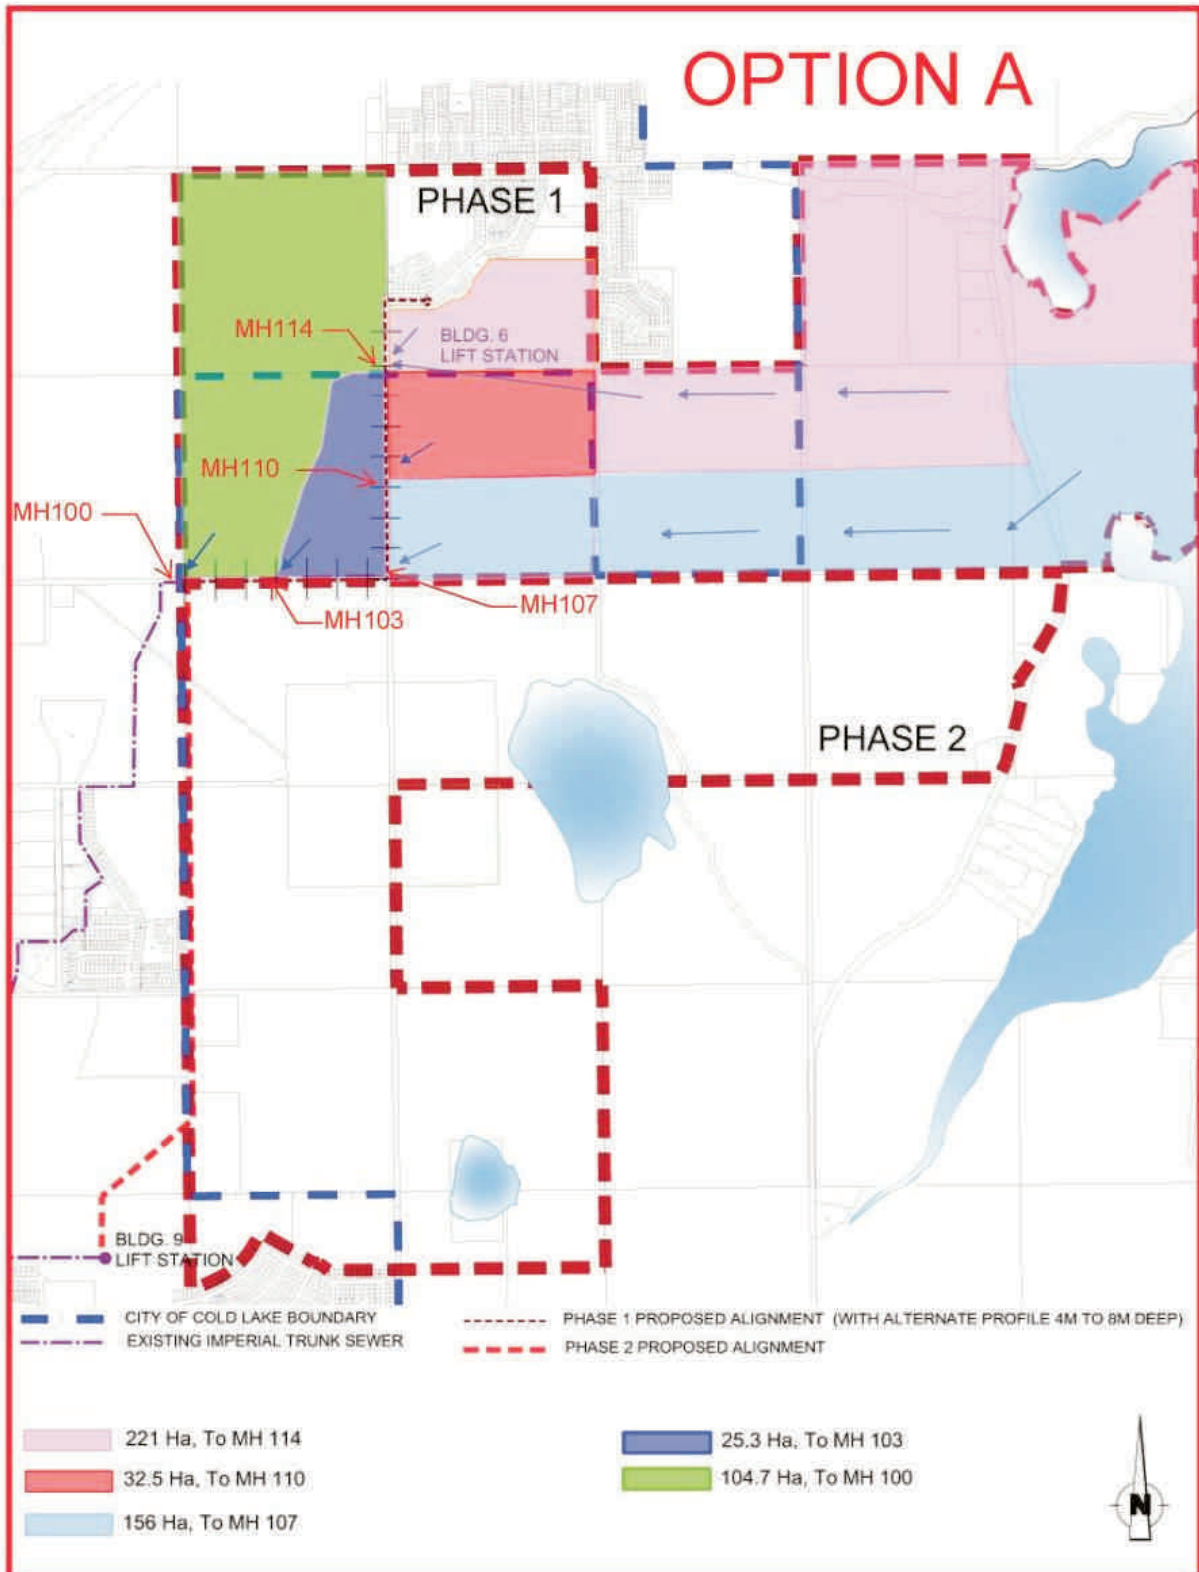 OPTION A
PHASE 1
MH114
BLDG. 6
LIFT STATION
MH110
MH100
MH107
MH103
PHASE 2
BLDG. 9
LIFT STATION
CITY OF COLD LAKE BOUNDARY
EXISTING IMPERIAL TRUNK SEWER
PHASE 1 PROPOSED ALIGNMENT (WITH ALTERNATE PROFILE 4M TO 8M DEEP)
PHASE 2 PROPOSED ALIGNMENT
221 Ha, To MH 114
32.5 Ha, To MH 110
156 Ha, To MH 107
25.3 Ha, To MH 103
104.7 Ha, To MH 100
N